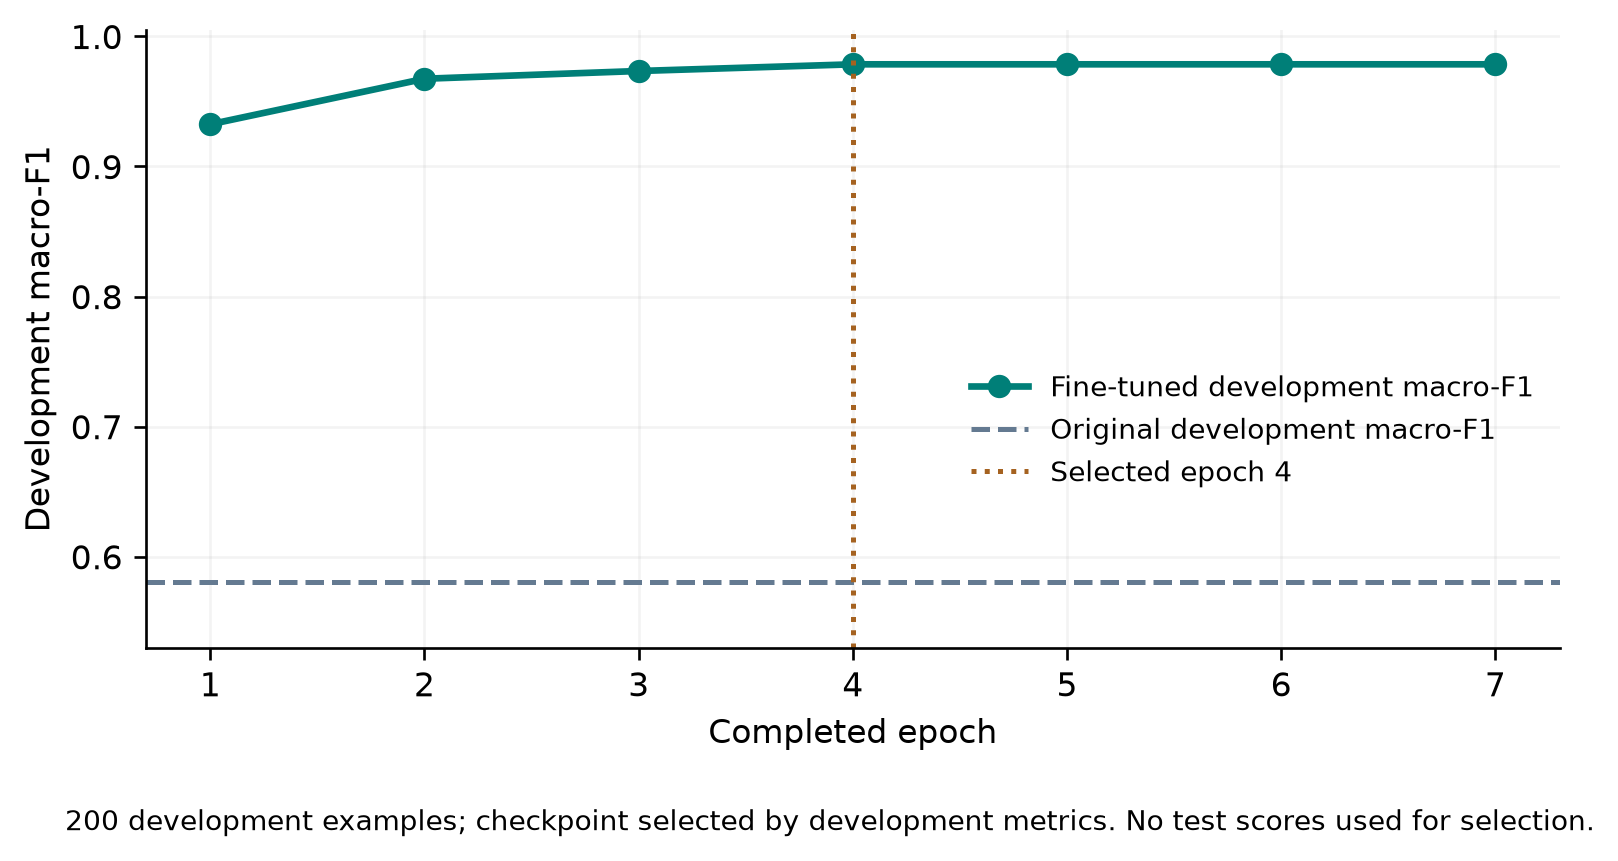 1.0
0.9
0.8
0.7
0.6
Development macro-F1
Fine-tuned development macro-F1
Original development macro-F1
Selected epoch 4
1 2 3 4 5 6 7
Completed epoch
200 development examples; checkpoint selected by development metrics. No test scores used for selection.